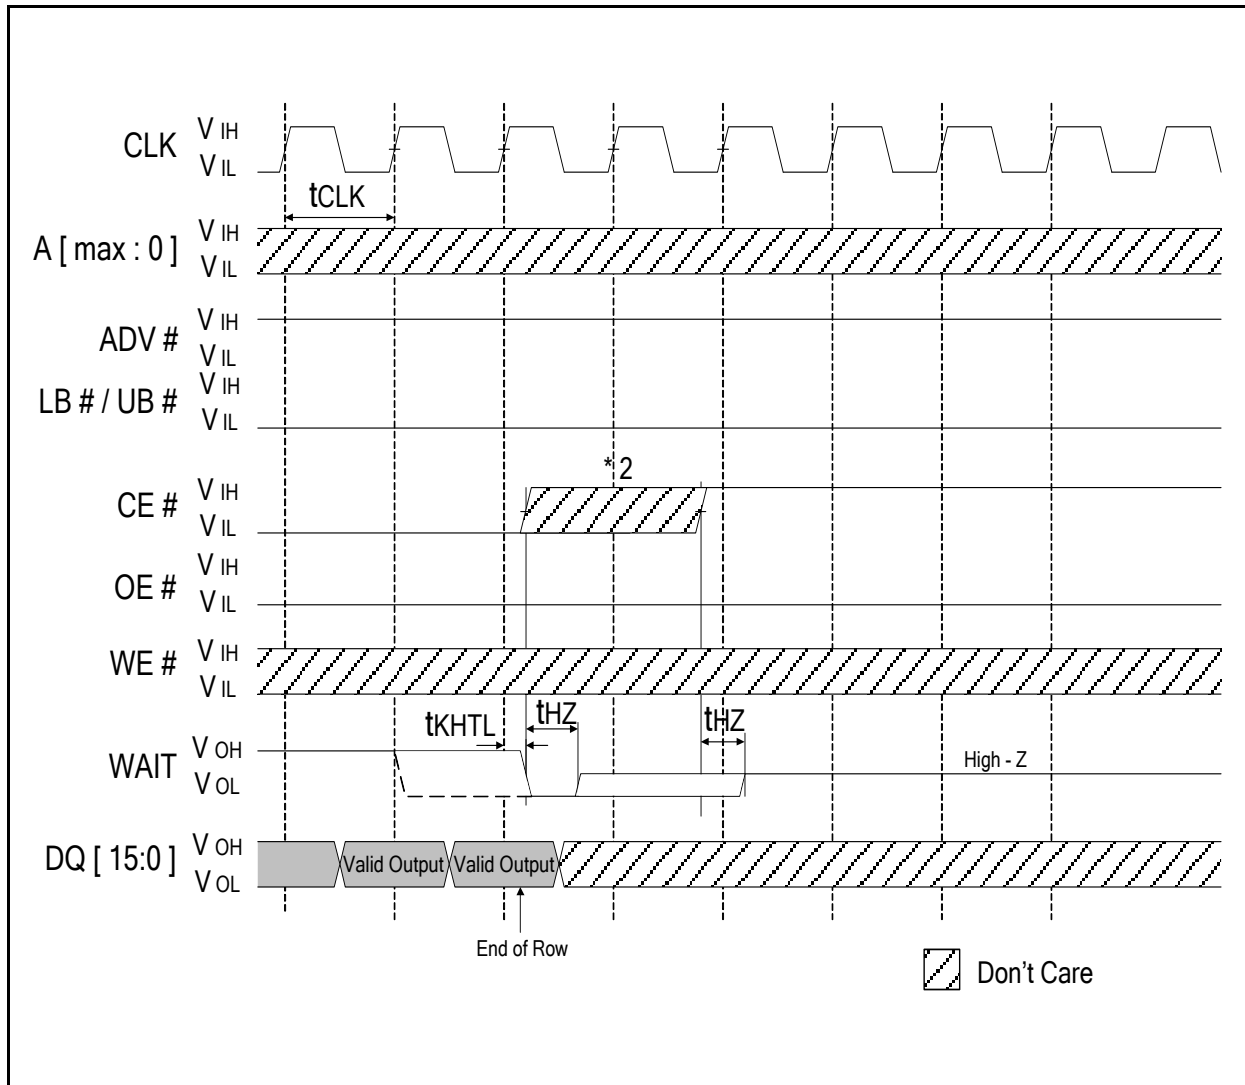 CLK V IH
V IL
tCLK
A [ max : 0 ] V IH
V IL
ADV # V IH
V IL
LB # / UB # V IH
V IL
* 2
CE # V IH
V IL
OE # V IH
V IL
WE # V IH
V IL
tKHTL tHZ tHZ
WAIT V OH
V OL
High - Z
DQ [ 15:0 ] V OH
V OL
Valid Output Valid Output
End of Row
Don't Care